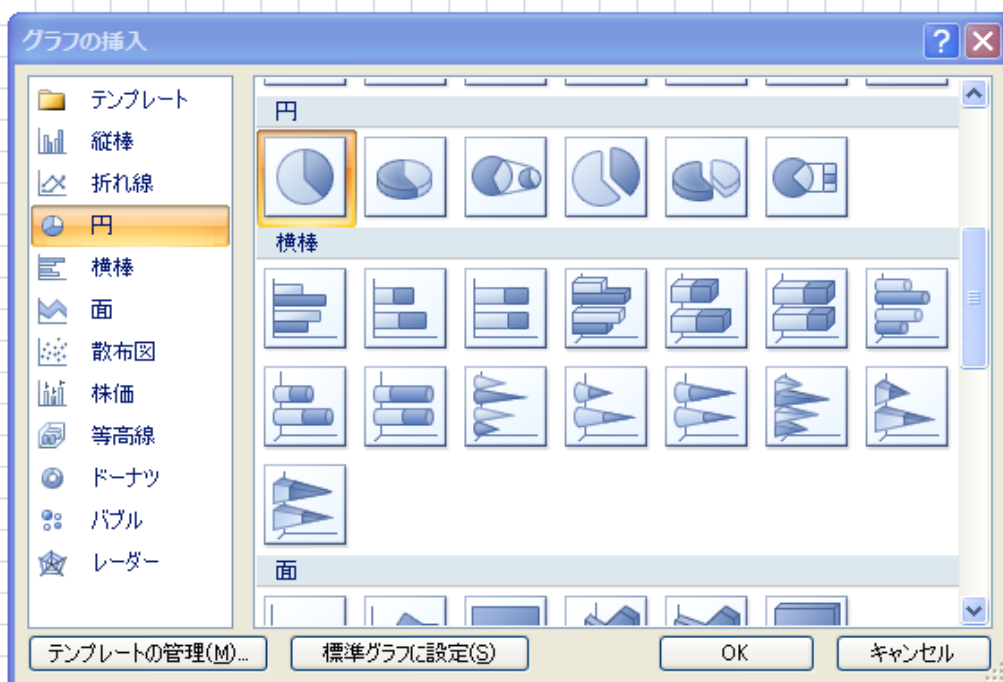 グラフの挿入
テンプレート
縦棒
折れ線
円
横棒
面
散布図
株価
等高線
ドーナツ
バブル
レーダー
円
横棒
面
テンプレートの管理(M)...
標準グラフに設定(S)
OK
キャンセル